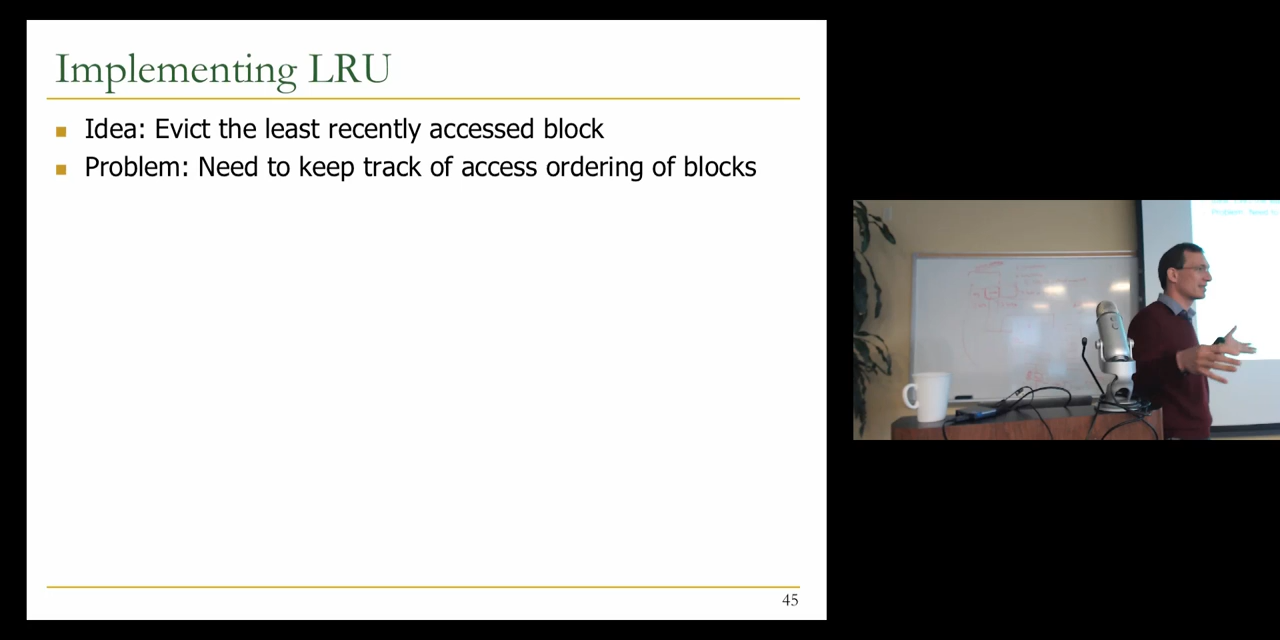 Implementing LRU
Idea: Evict the least recently accessed block
Problem: Need to keep track of access ordering of blocks
45